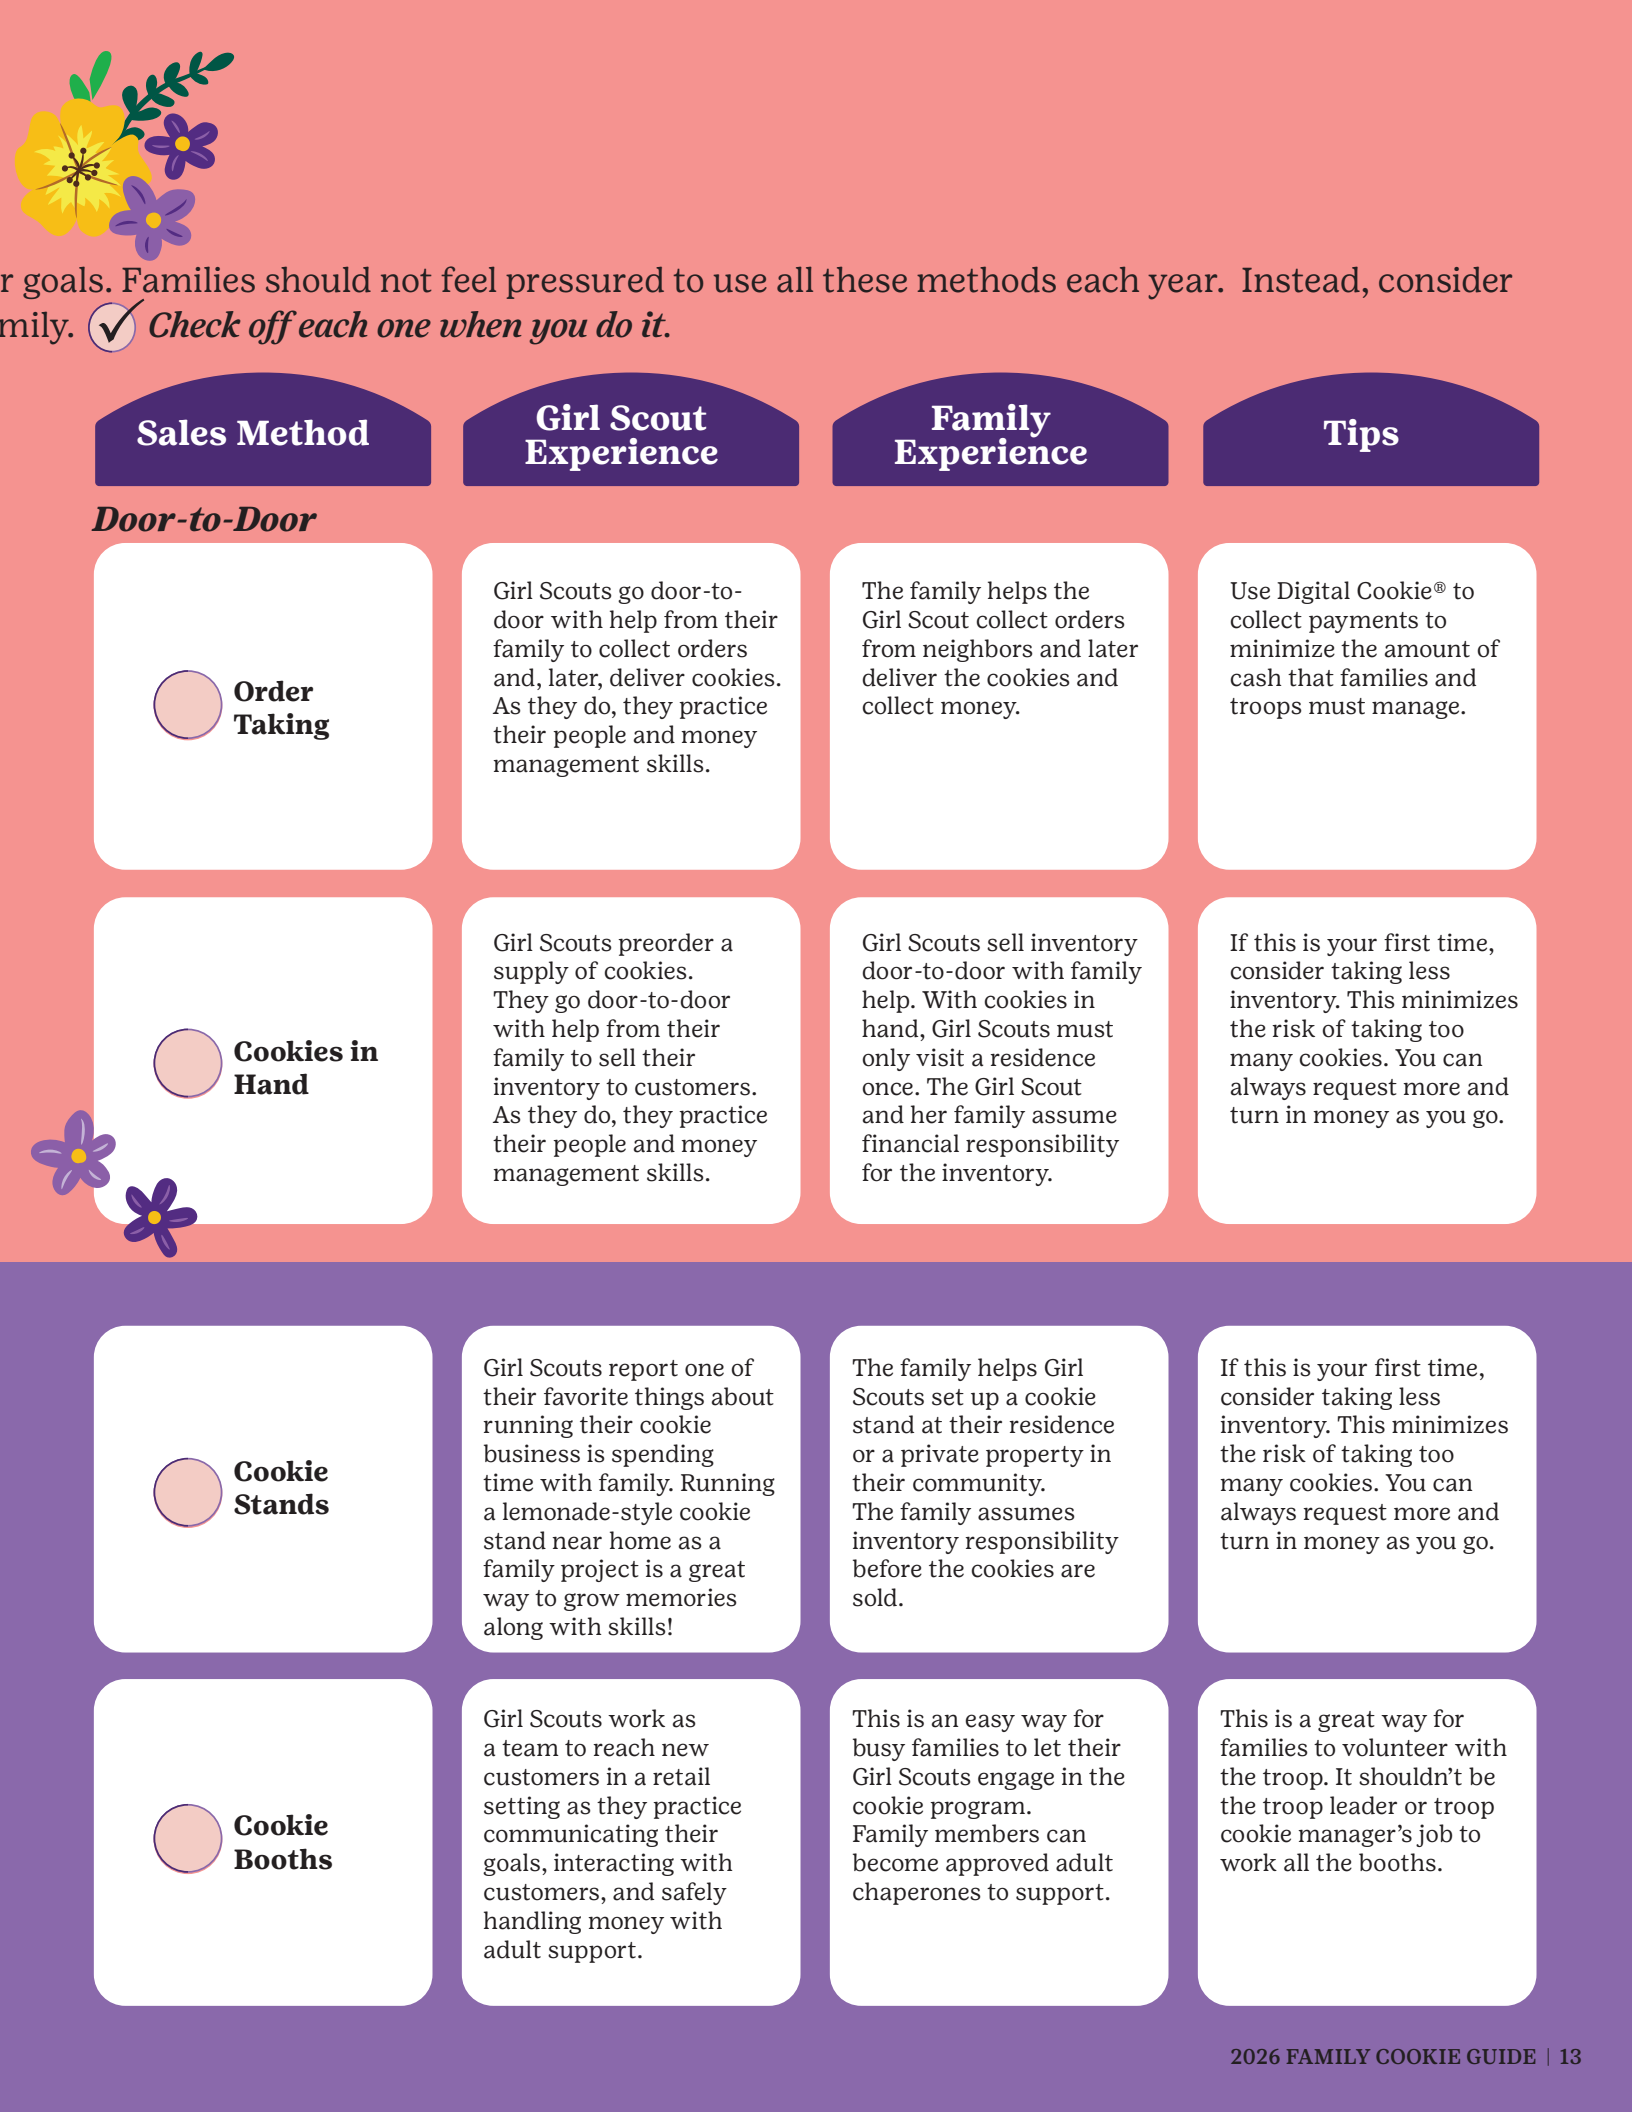 r goals. Families should not feel pressured to use all these methods each year.  Instead, consider
mily. Check off each one when you do it.
Sales Method
Girl Scout
Experience
Family
Experience
Tips
Door-to-Door
Order
Taking
Girl Scouts go door-to-
door with help from their
family to collect orders
and, later, deliver cookies.
As they do, they practice
their people and money
management skills.
The family helps the
Girl Scout collect orders
from neighbors and later
deliver the cookies and
collect money.
Use Digital Cookie® to
collect payments to
minimize the amount of
cash that families and
troops must manage.
Cookies in
Hand
Girl Scouts preorder a
supply of cookies.
They go door-to-door
with help from their
family to sell their
inventory to customers.
As they do, they practice
their people and money
management skills.
Girl Scouts sell inventory
door-to-door with family
help. With cookies in
hand, Girl Scouts must
only visit a residence
once. The Girl Scout
and her family assume
financial responsibility
for the inventory.
If this is your first time,
consider taking less
inventory. This minimizes
the risk of taking too
many cookies. You can
always request more and
turn in money as you go.
Cookie
Stands
Girl Scouts report one of
their favorite things about
running their cookie
business is spending
time with family. Running
a lemonade-style cookie
stand near home as a
family project is a great
way to grow memories
along with skills!
The family helps Girl
Scouts set up a cookie
stand at their residence
or a private property in
their community.
The family assumes
inventory responsibility
before the cookies are
sold.
If this is your first time,
consider taking less
inventory. This minimizes
the risk of taking too
many cookies. You can
always request more and
turn in money as you go.
Cookie
Booths
Girl Scouts work as
a team to reach new
customers in a retail
setting as they practice
communicating their
goals, interacting with
customers, and safely
handling money with
adult support.
This is an easy way for
busy families to let their
Girl Scouts engage in the
cookie program.
Family members can
become approved adult
chaperones to support.
This is a great way for
families to volunteer with
the troop. It shouldn’t be
the troop leader or troop
cookie manager’s job to
work all the booths.
2026 FAMILY COOKIE GUIDE | 13